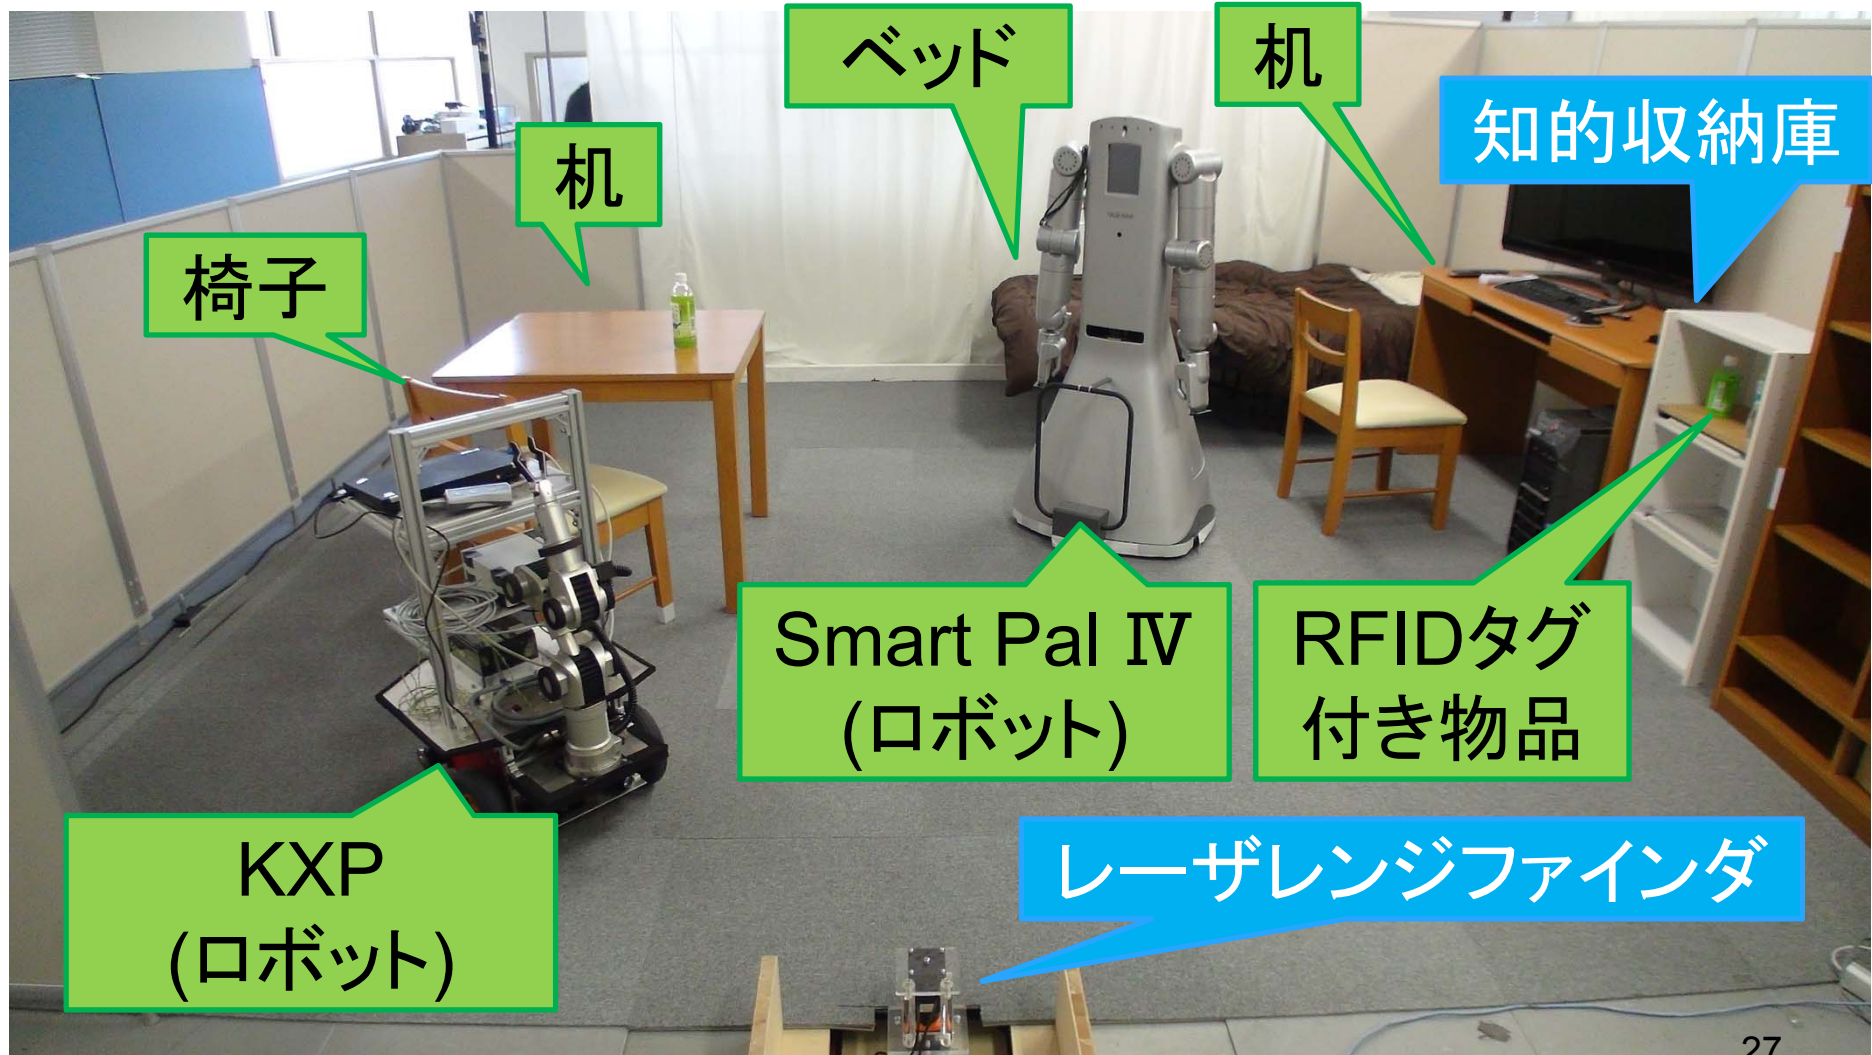 ベッド
机
知的収納庫
机
椅子
Smart Pal Ⅳ
(ロボット)
RFIDタグ
付き物品
KXP
(ロボット)
レーザレンジファインダ
27